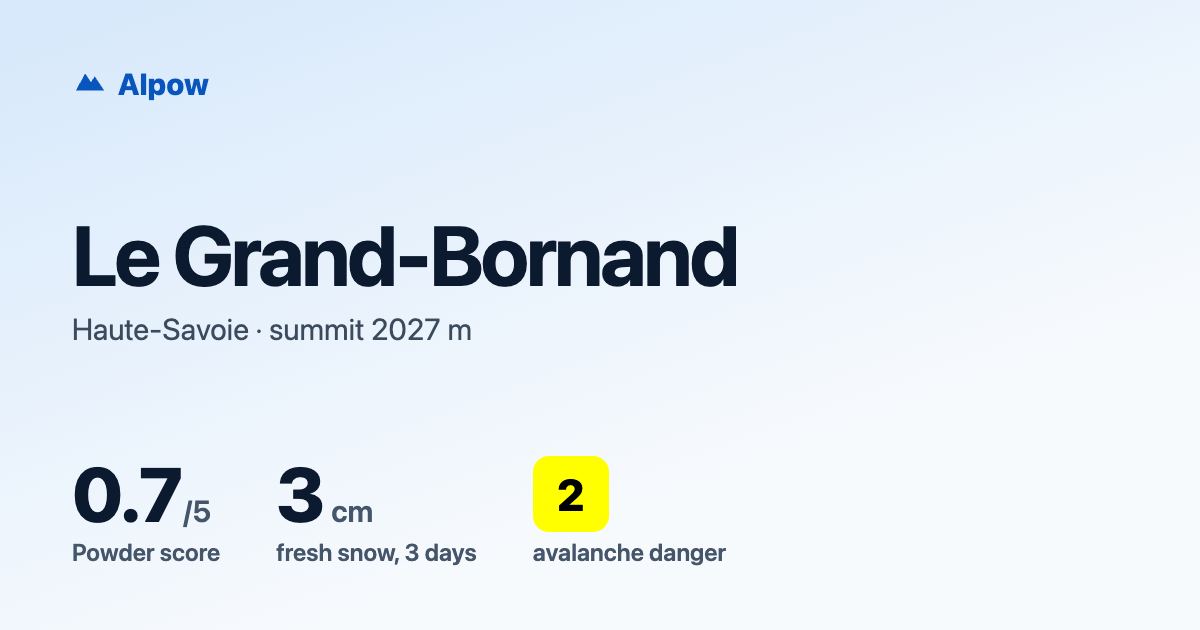 Alpow
Le Grand-Bornand
Haute-Savoie · summit 2027 m
0.7/5
Powder score
3 cm
fresh snow, 3 days
2
avalanche danger